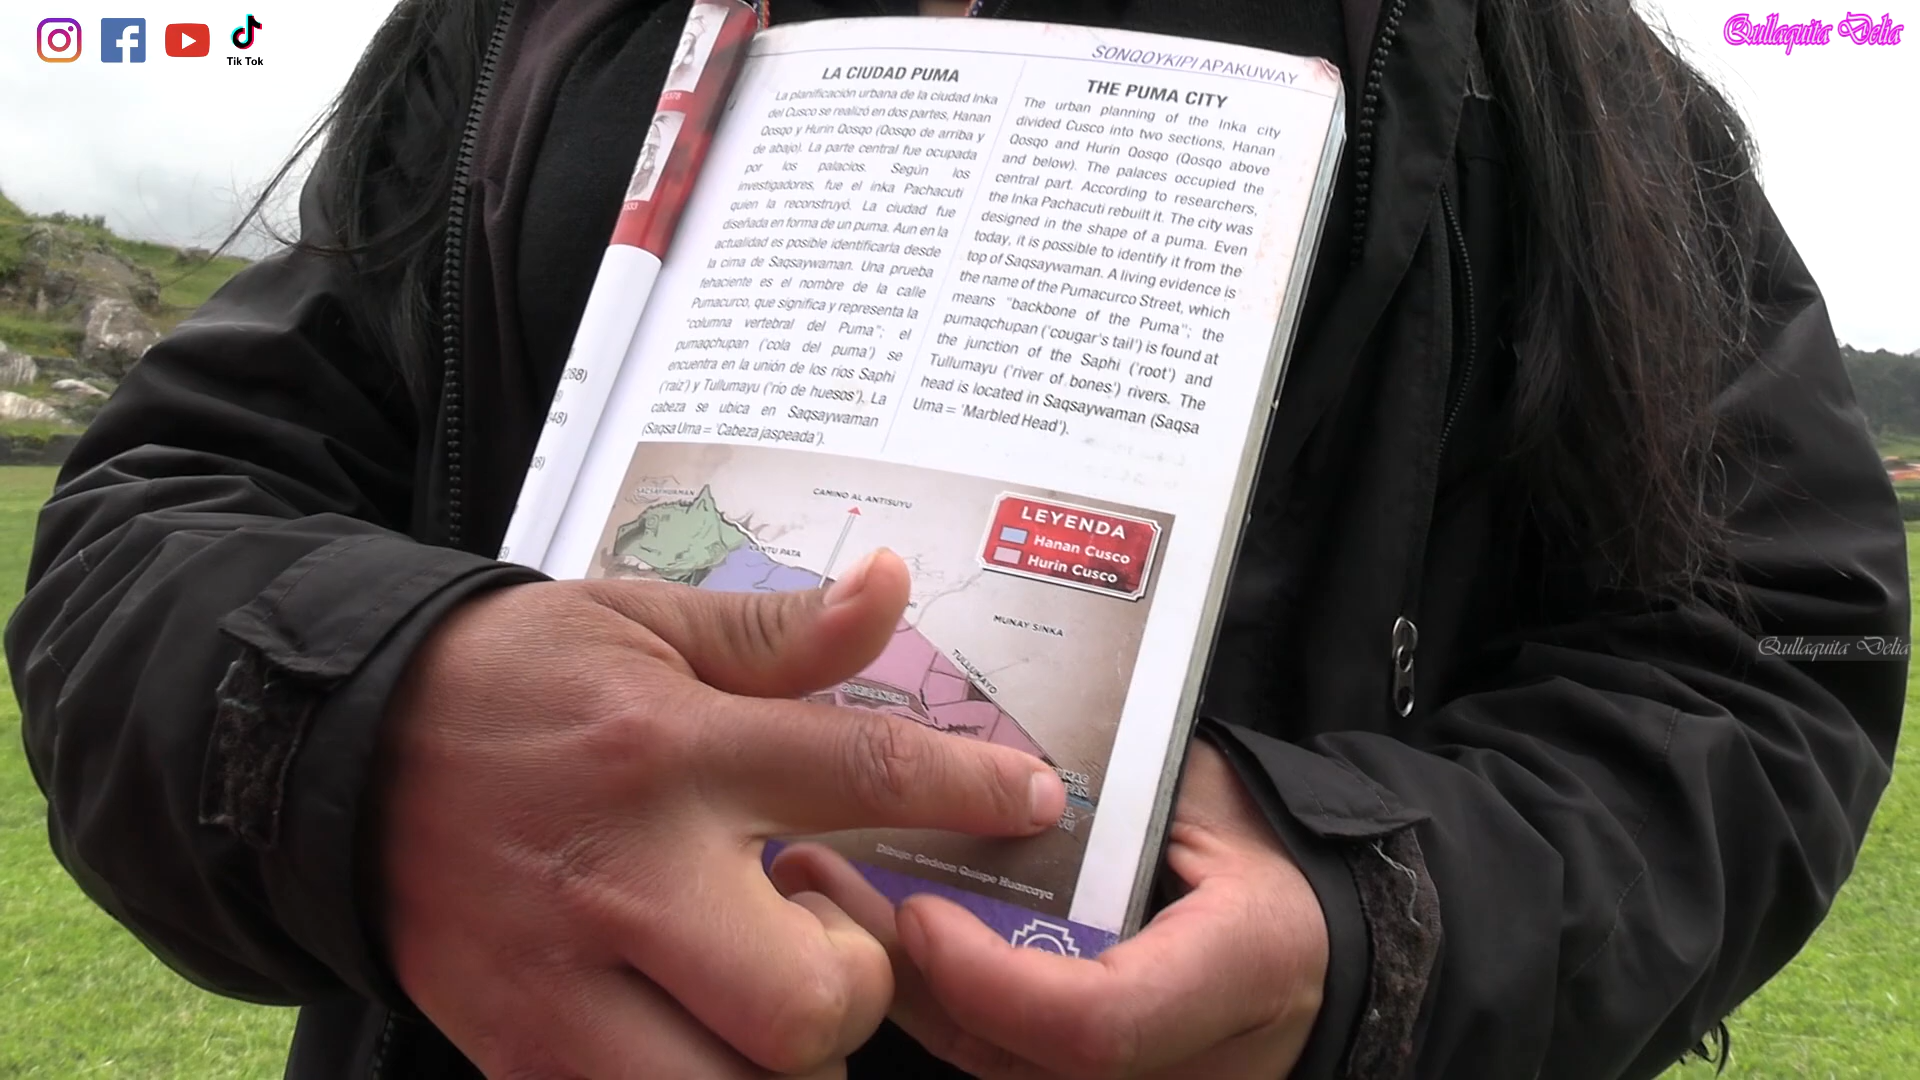 Tik Tok
Qullaquita Delia
SONQOYKIPI APAKUWAY
LA CIUDAD PUMA
La planificación urbana de la ciudad Inka
del Cusco se realizó en dos partes, Hanan
Qosqo y Hurin Qosqo (Qosqo de arriba y
de abajo). La parte central fue ocupada
por los palacios. Según los
investigadores, fue el inka Pachacuti
quien la reconstruyó. La ciudad fue
diseñada en forma de un puma. Aun en la
actualidad es posible identificarla desde
la cima de Saqsaywaman. Una prueba
fehaciente es el nombre de la calle
Pumacurco, que significa y representa la
“columna vertebral del Puma”; el
pumaqchupan (‘cola del puma’) se
encuentra en la unión de los ríos Saphi
(‘raíz’) y Tullumayu (‘río de huesos’). La
cabeza se ubica en Saqsaywaman
(Saqsa Uma = ‘Cabeza jaspeada’).
THE PUMA CITY
The urban planning of the Inka city
divided Cusco into two sections, Hanan
Qosqo and Hurin Qosqo (Qosqo above
and below). The palaces occupied the
central part. According to researchers,
the Inka Pachacuti rebuilt it. The city was
designed in the shape of a puma. Even
today, it is possible to identify it from the
top of Saqsaywaman. A living evidence is
the name of the Pumacurco Street, which
means “backbone of the Puma”; the
pumaqchupan (‘cougar’s tail’) is found at
the junction of the Saphi (‘root’) and
Tullumayu (‘river of bones’) rivers. The
head is located in Saqsaywaman (Saqsa
Uma = ‘Marbled Head’).
CAMINO AL ANTISUYU
LEYENDA
Hanan Cusco
Hurin Cusco
KANTU PATA
MUNAY SINKA
TULLUMAYO
Dibujo: Gedeon Quispe Huarcaya
Qullaquita Delia